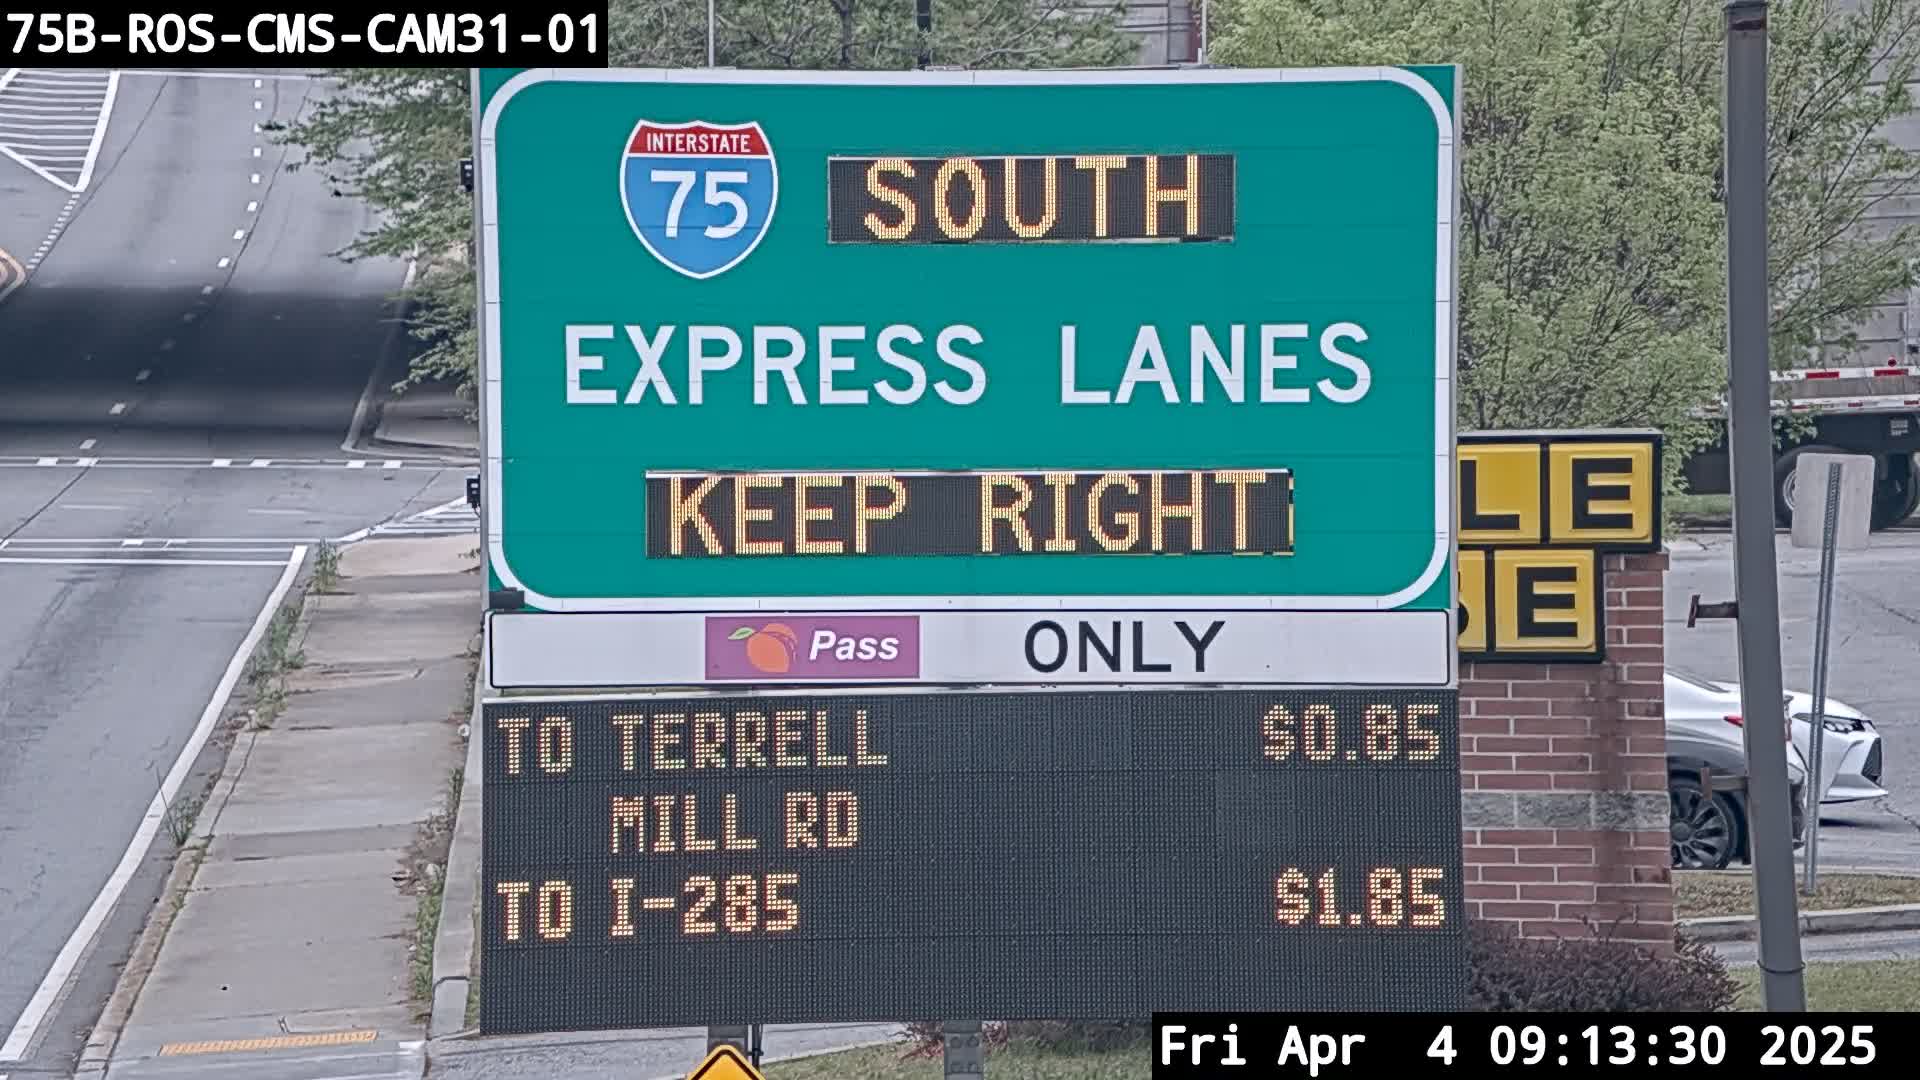 75B-ROS-CMS-CAM31-01
INTERSTATE
75
SOUTH
EXPRESS LANES
KEEP RIGHT
Pass ONLY
TO TERRELL $0.85
MILL RD
TO I-285 $1.85
LE
E
Fri Apr 4 09:13:30 2025